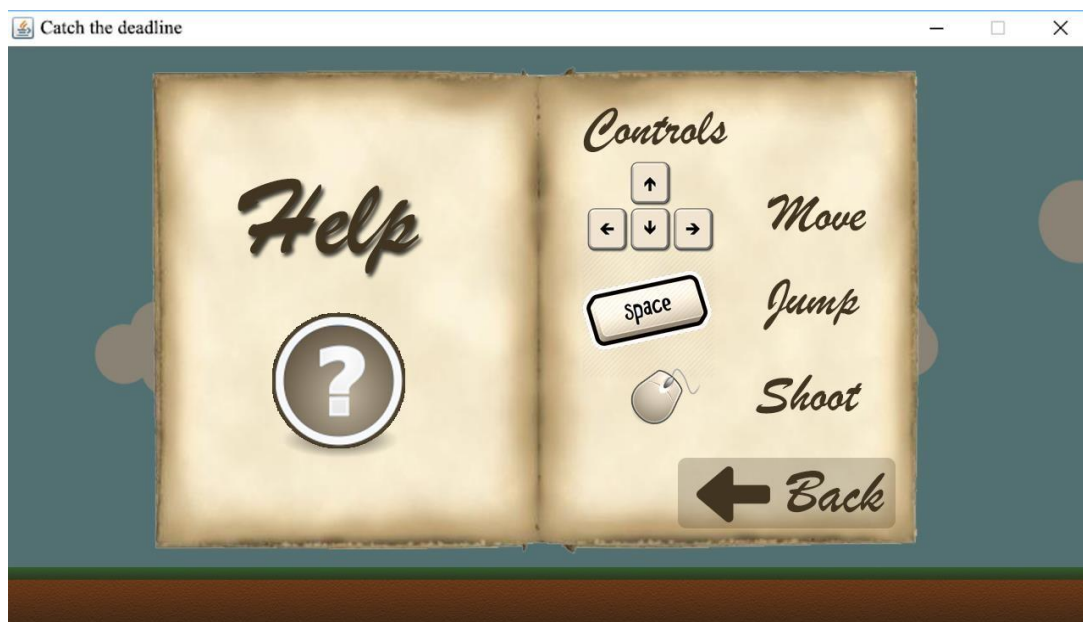 Catch the deadline
Help
?
Controls
Move
Space
Jump
Shoot
Back